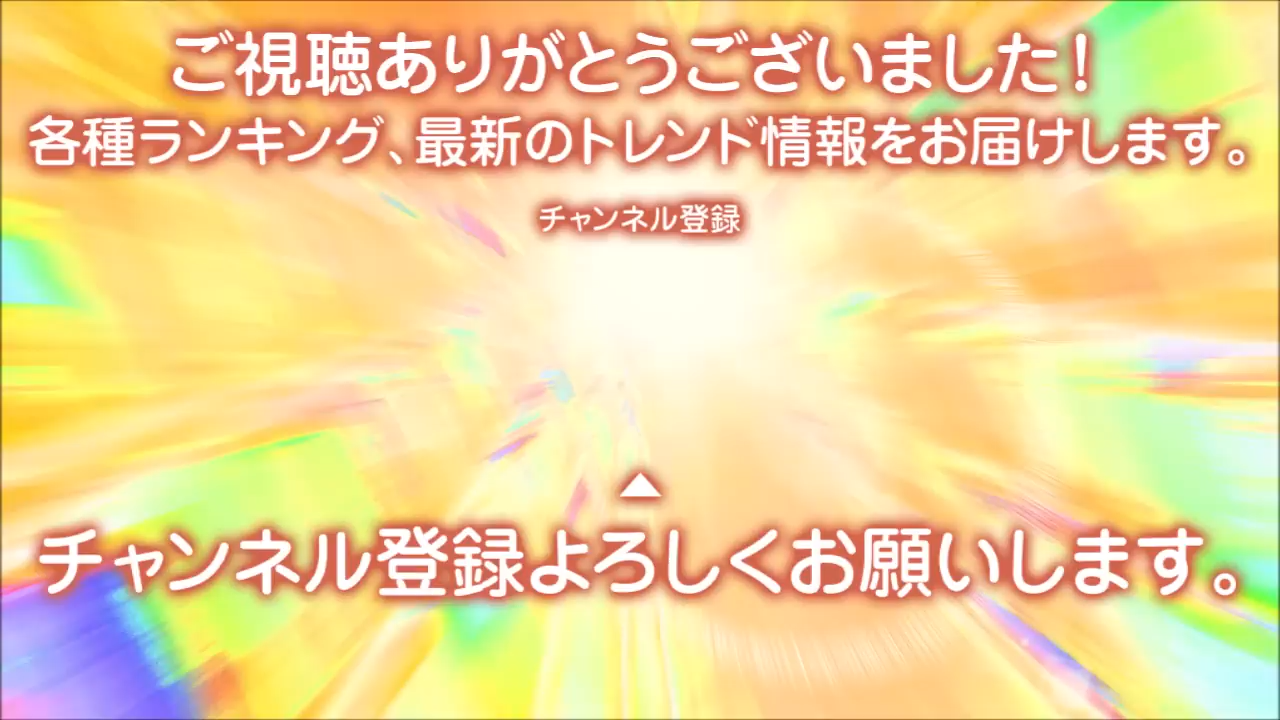 ご視聴ありがとうございました！
各種ランキング、最新のトレンド情報をお届けします。
チャンネル登録
チャンネル登録よろしくお願いします。